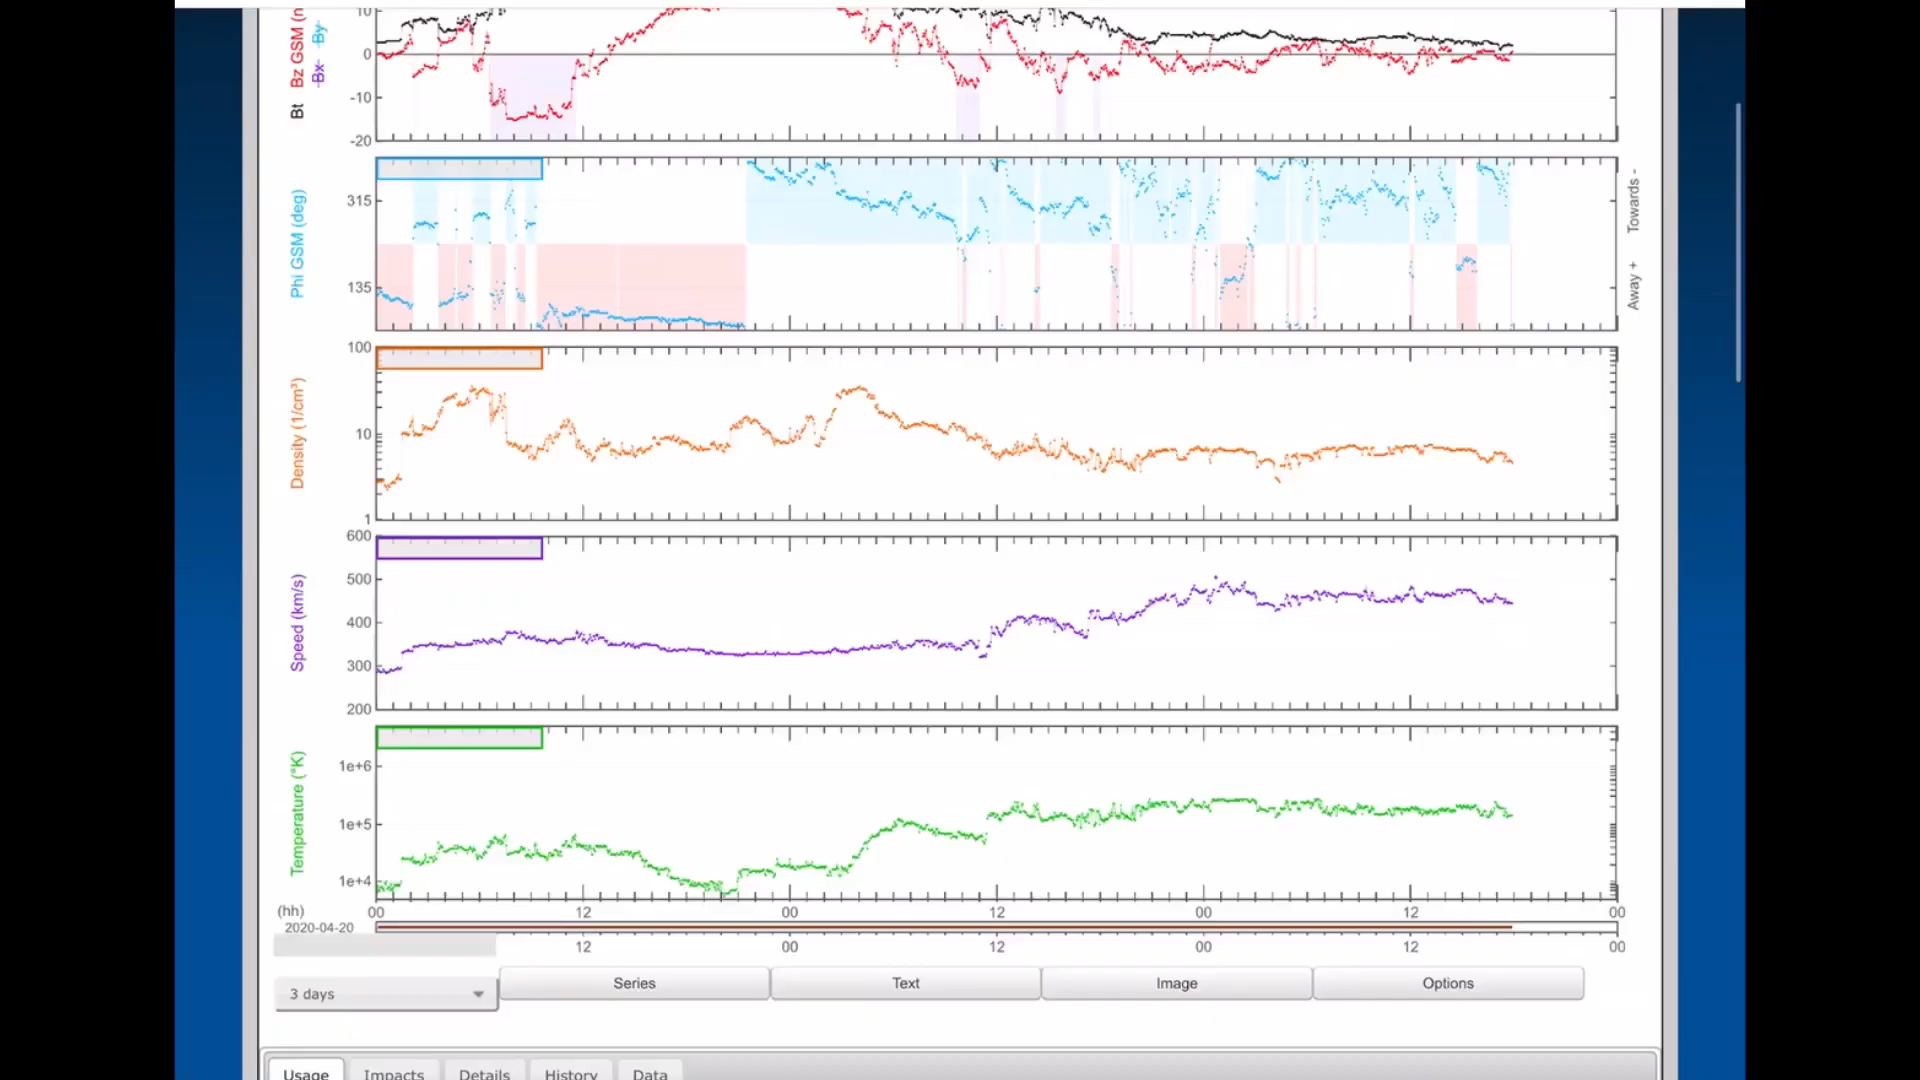 10
0
-10
-20
Bt Bz GSM (n
Bx By
315
135
Phi GSM (deg)
Towards -
Away +
100
10
1
Density (1/cm³)
600
500
400
300
200
Speed (km/s)
1e+6
1e+5
1e+4
Temperature (°K)
(hh) 00 12 00 12 00 12 00
2020-04-20
12 00 12 00 12 00
3 days Series Text Image Options
Usage Impacts Details History Data